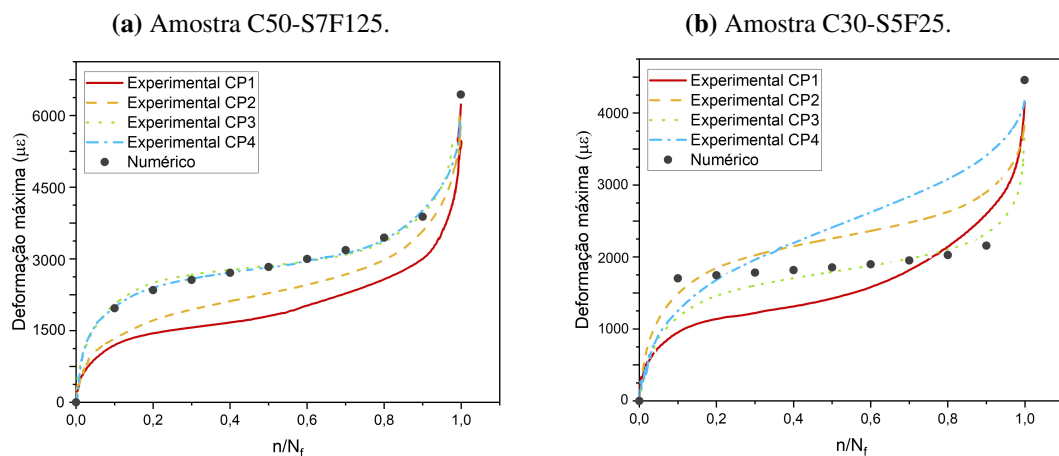 (a) Amostra C50-S7F125.
Deformação máxima (με)
6000
4500
3000
1500
0
Experimental CP1
Experimental CP2
Experimental CP3
Experimental CP4
Numérico
0,0 0,2 0,4 0,6 0,8 1,0
n/Nf
(b) Amostra C30-S5F25.
Deformação máxima (με)
4000
3000
2000
1000
0
Experimental CP1
Experimental CP2
Experimental CP3
Experimental CP4
Numérico
0,0 0,2 0,4 0,6 0,8 1,0
n/Nf